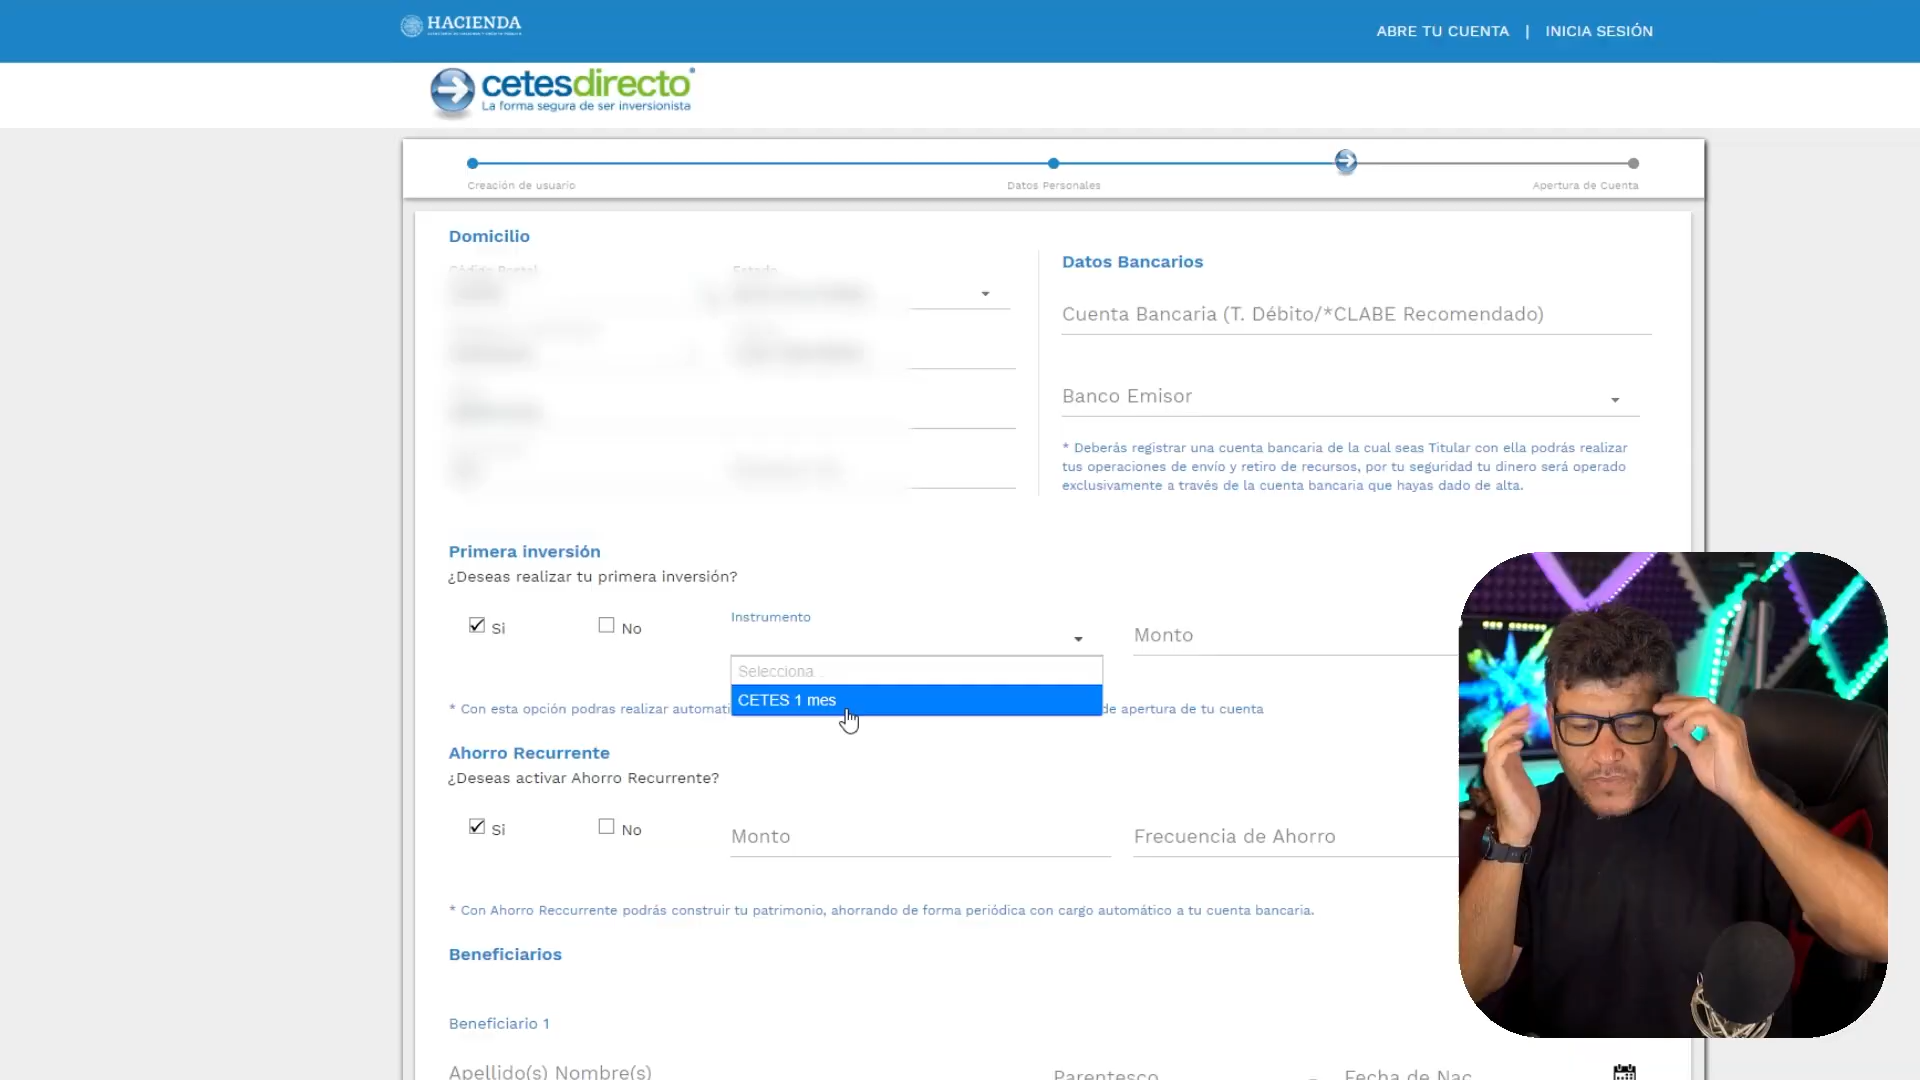 HACIENDA
ABRE TU CUENTA | INICIA SESIÓN
cetesdirecto
La forma segura de ser inversionista
Creación de usuario
Datos Personales
Apertura de Cuenta
Domicilio
Código Postal
Estado
Datos Bancarios
Cuenta Bancaria (T. Débito/*CLABE Recomendado)
Banco Emisor
* Deberás registrar una cuenta bancaria de la cual seas Titular con ella podrás realizar
tus operaciones de envío y retiro de recursos, por tu seguridad tu dinero será operado
exclusivamente a través de la cuenta bancaria que hayas dado de alta.
Primera inversión
¿Deseas realizar tu primera inversión?
Si
No
Instrumento
Monto
Selecciona...
CETES 1 mes
* Con esta opción podras realizar automati
de apertura de tu cuenta
Ahorro Recurrente
¿Deseas activar Ahorro Recurrente?
Si
No
Monto
Frecuencia de Ahorro
* Con Ahorro Reccurrente podrás construir tu patrimonio, ahorrando de forma periódica con cargo automático a tu cuenta bancaria.
Beneficiarios
Beneficiario 1
Apellido(s) Nombre(s)
Parentesco
Fecha de Nac